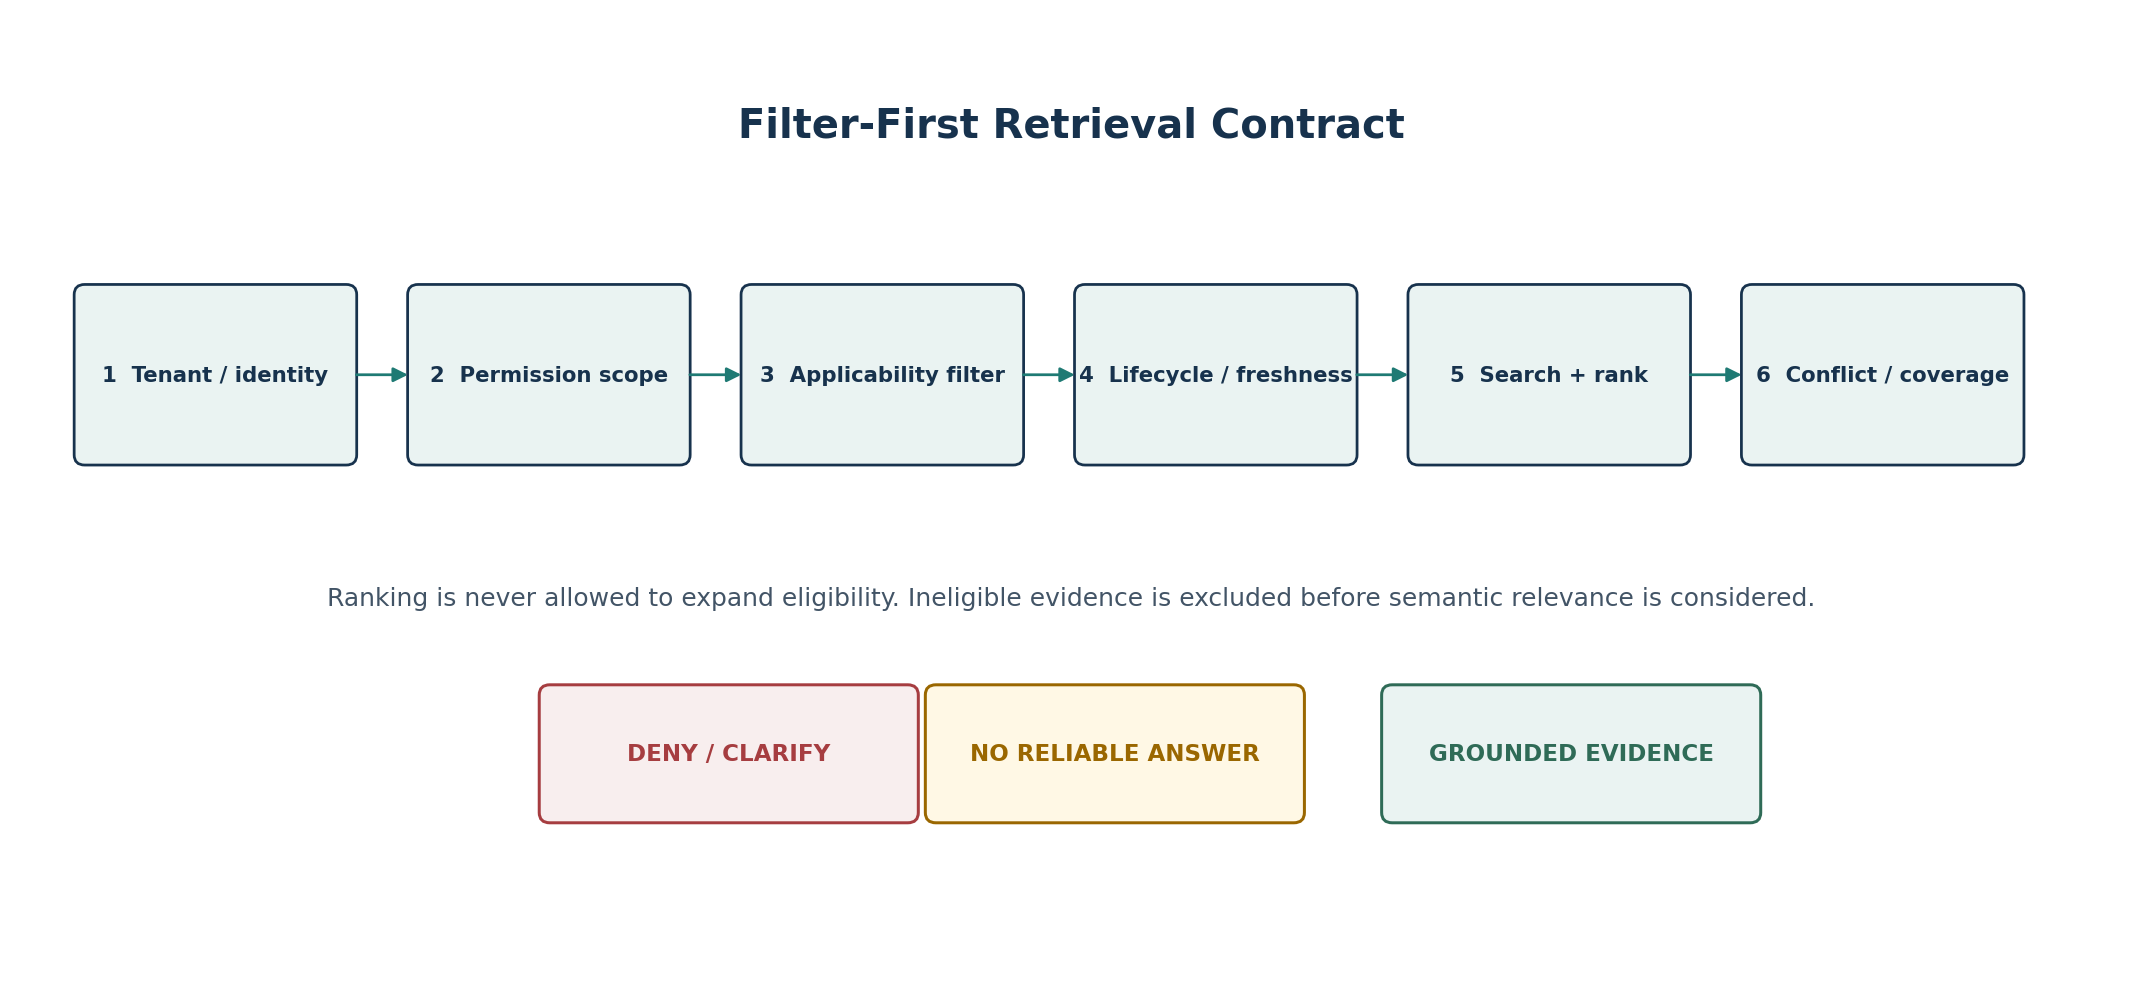 Filter-First Retrieval Contract
1  Tenant / identity
2  Permission scope
3  Applicability filter
4  Lifecycle / freshness
5  Search + rank
6  Conflict / coverage
Ranking is never allowed to expand eligibility. Ineligible evidence is excluded before semantic relevance is considered.
DENY / CLARIFY
NO RELIABLE ANSWER
GROUNDED EVIDENCE